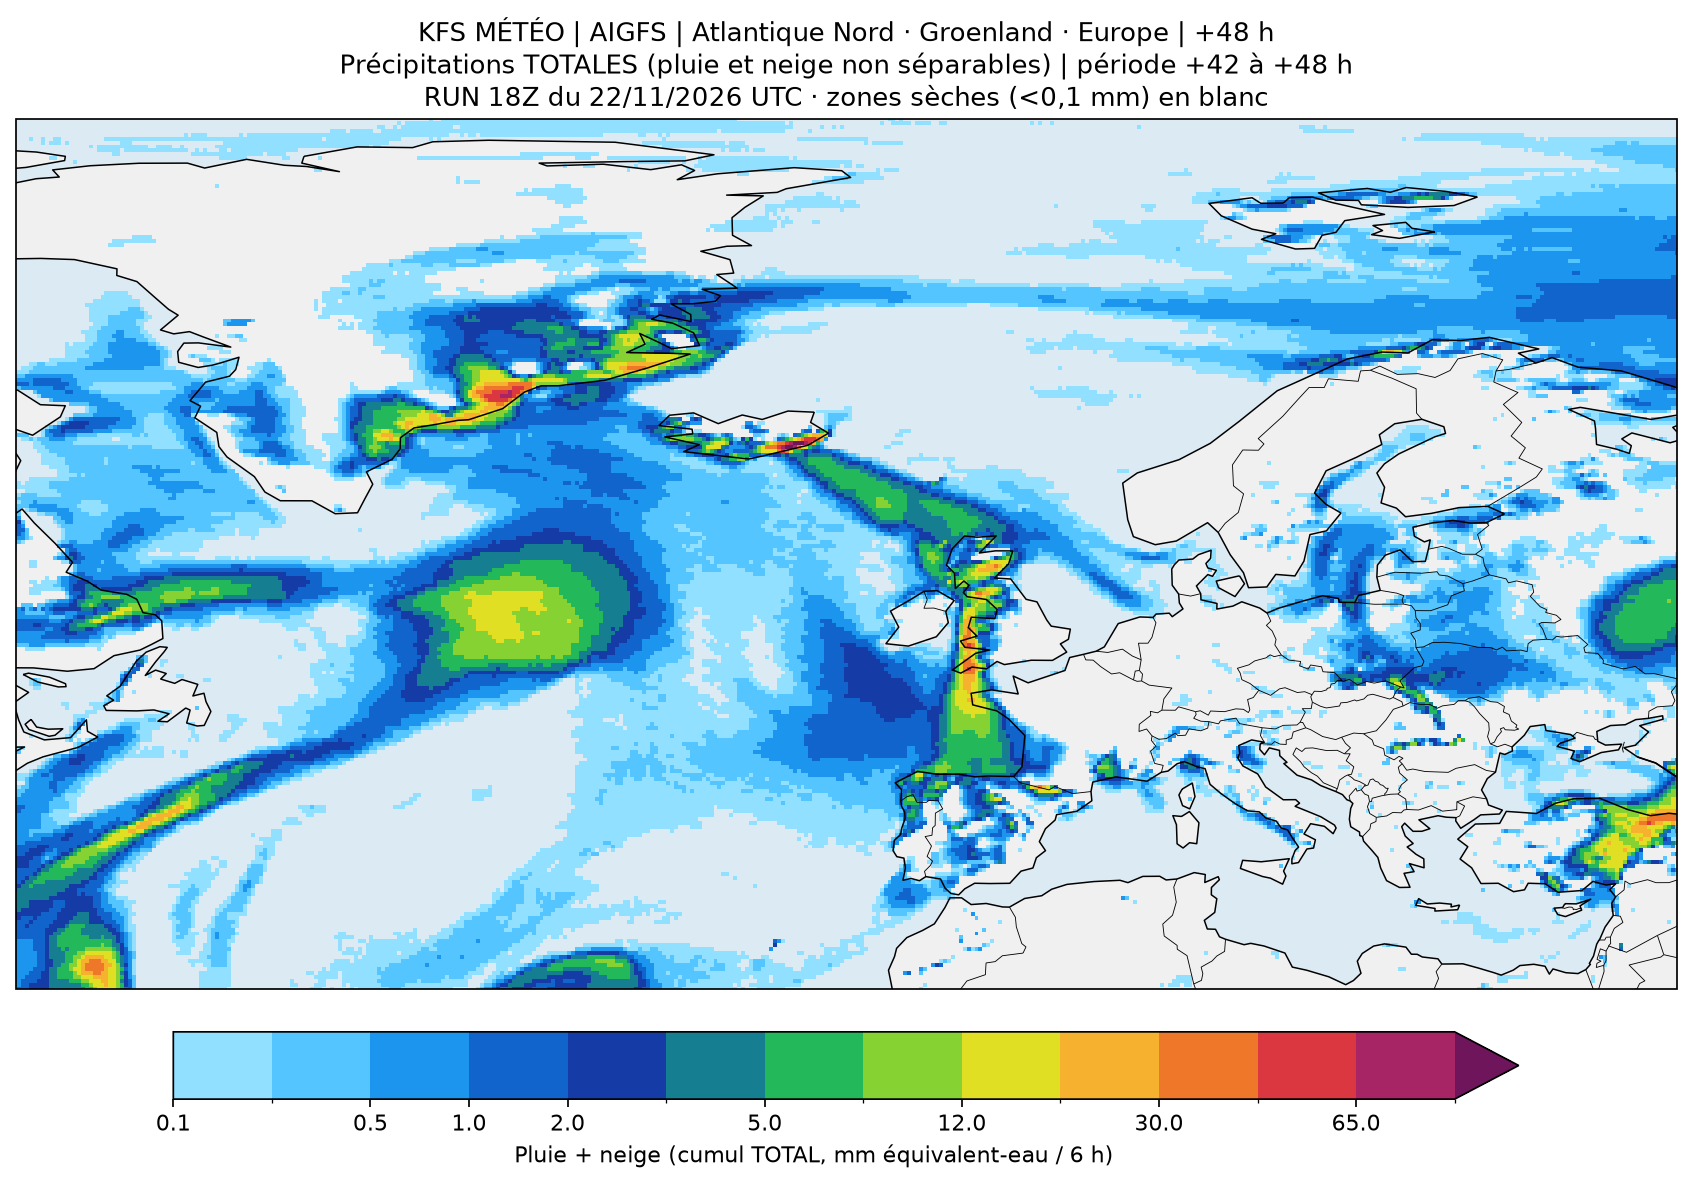 KFS MÉTÉO | AIGFS | Atlantique Nord · Groenland · Europe | +48 h
Précipitations TOTALES (pluie et neige non séparables) | période +42 à +48 h
RUN 18Z du 22/11/2026 UTC · zones sèches (<0,1 mm) en blanc
0.1 0.5 1.0 2.0 5.0 12.0 30.0 65.0
Pluie + neige (cumul TOTAL, mm équivalent-eau / 6 h)